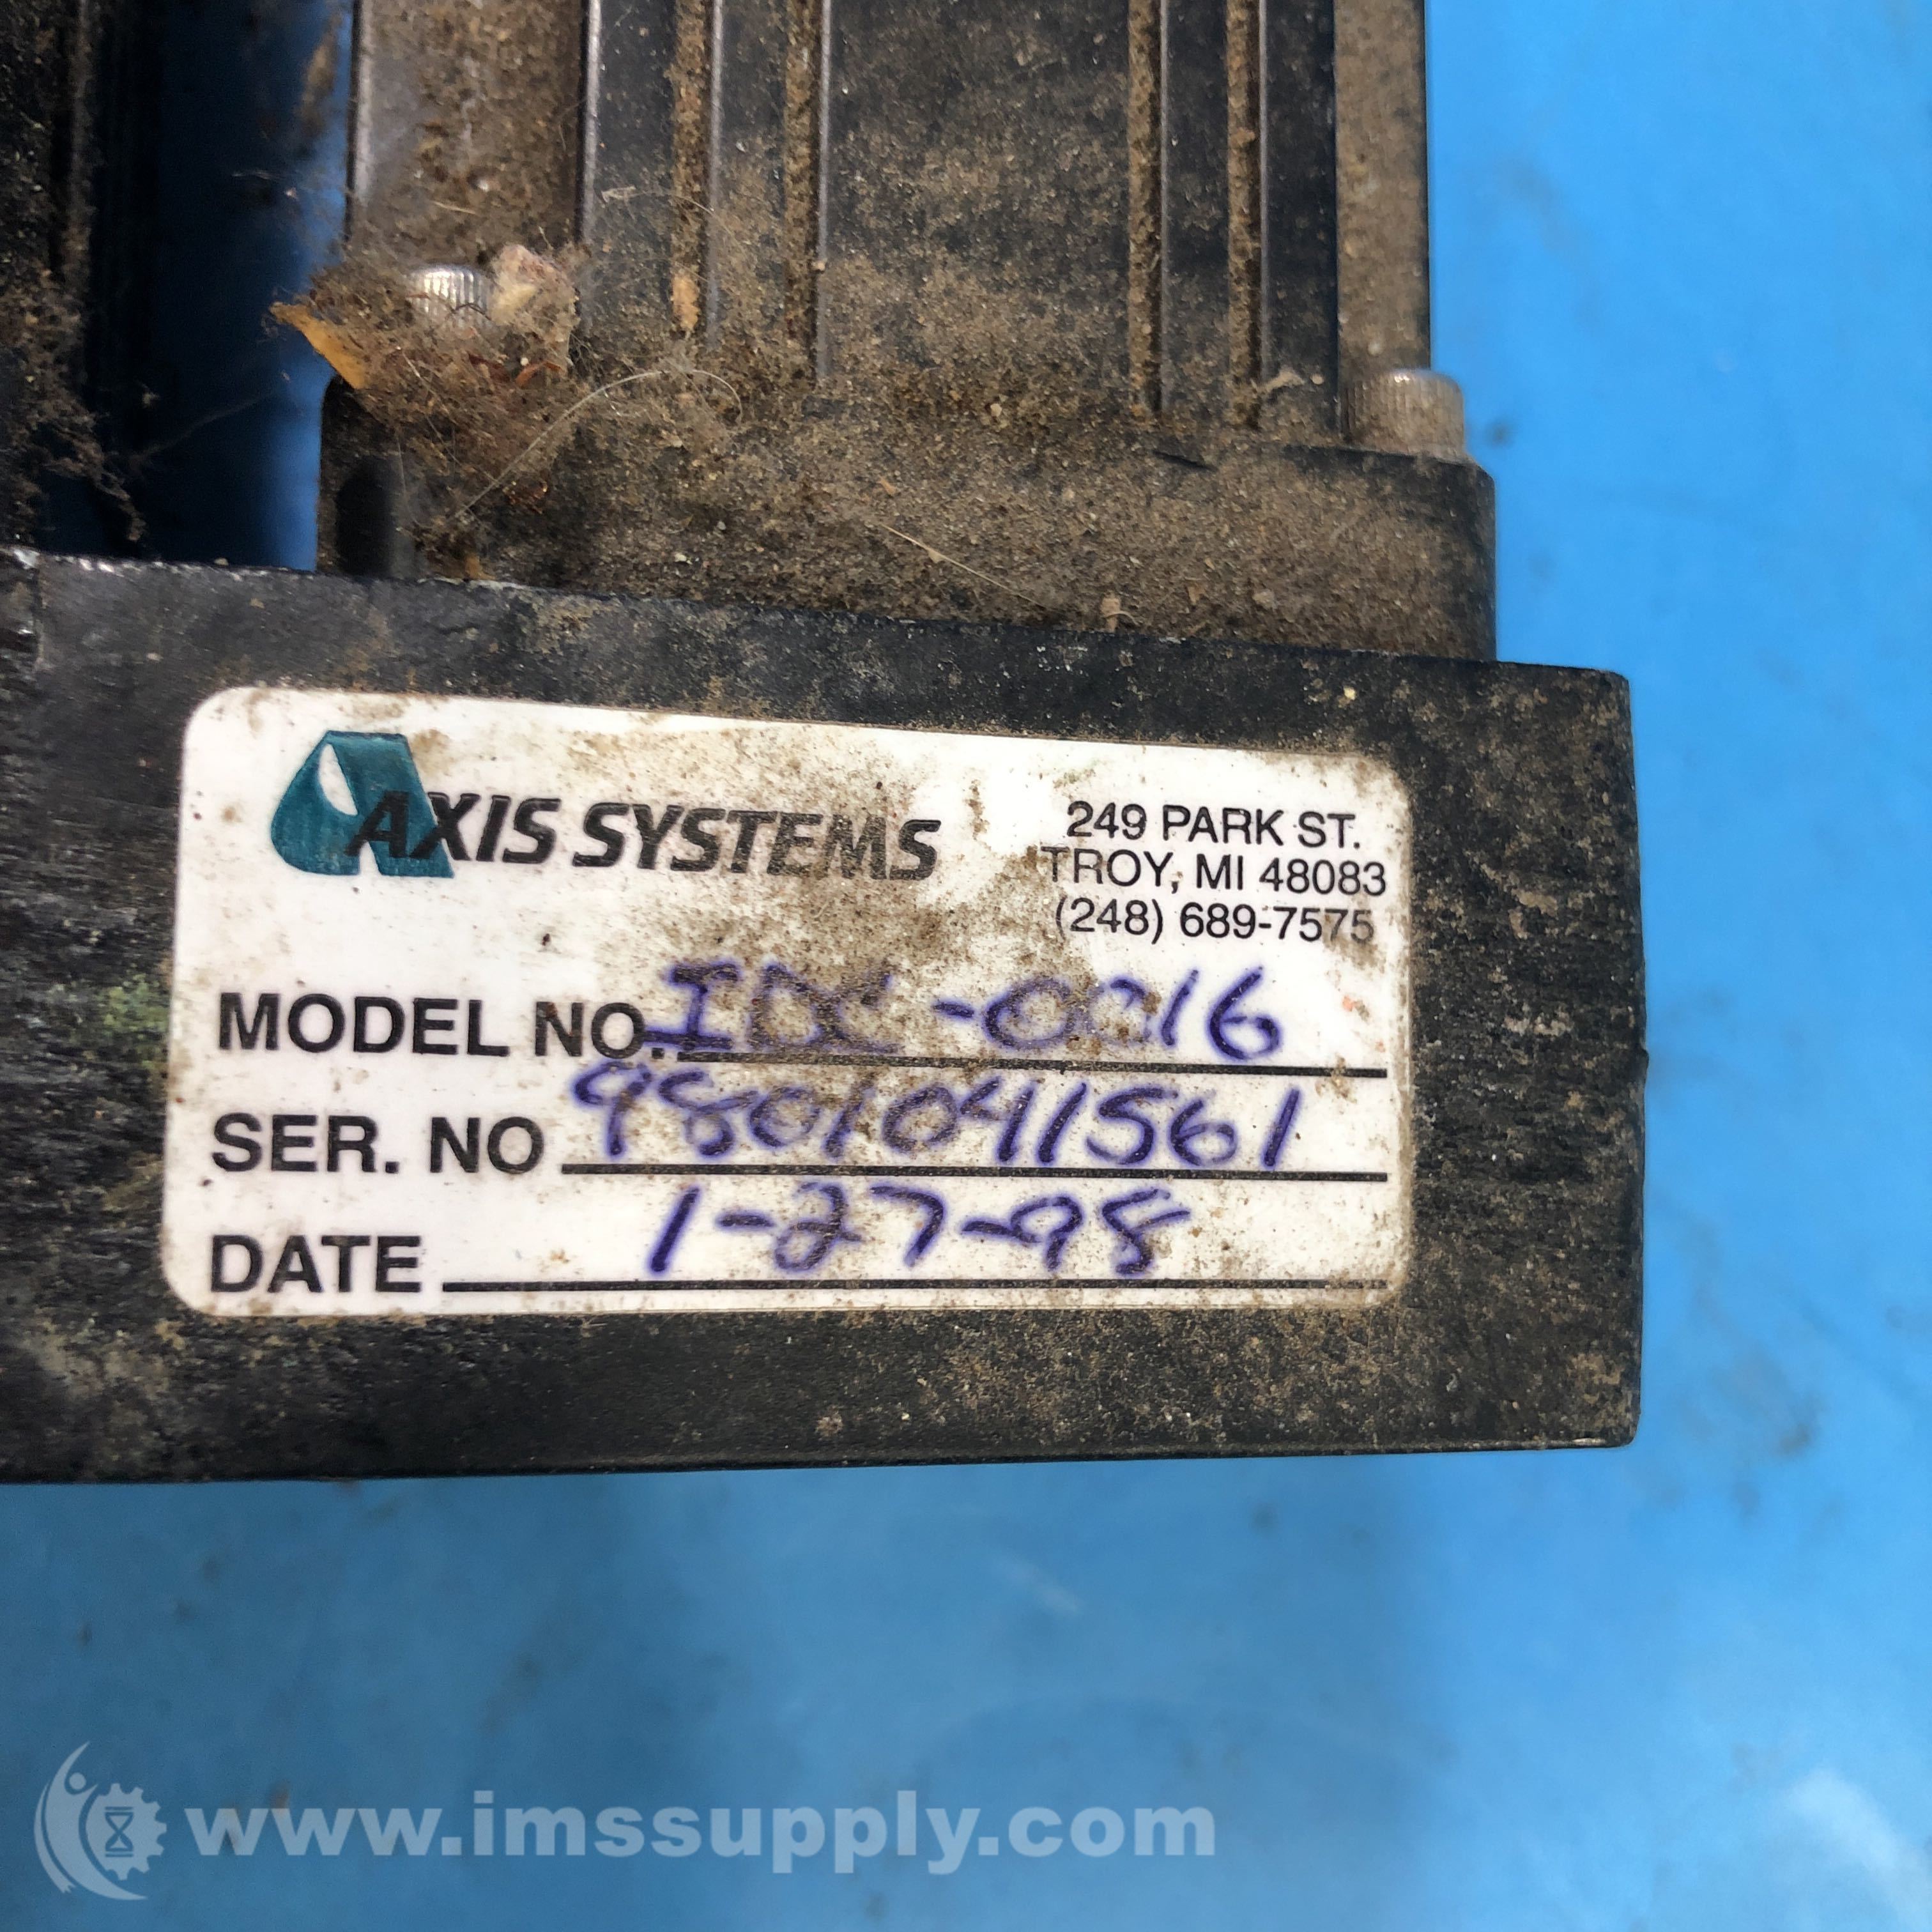 AXIS SYSTEMS
249 PARK ST.
TROY, MI 48083
(248) 689-7575
MODEL NO. IDC-0016
SER. NO 9801041561
DATE 1-27-98
www.imssupply.com